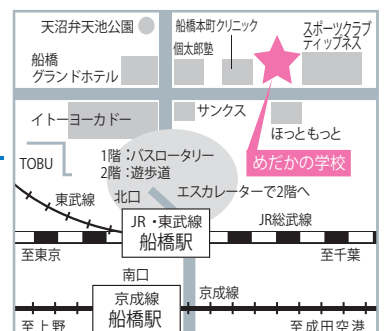 天沼弁天池公園
船橋本町クリニック
スポーツクラブ
ティップネス
個太郎塾
船橋
グランドホテル
イトーヨーカドー
サンクス
ほっともっと
TOBU
1階：バスロータリー
2階：遊歩道
めだかの学校
北口
エスカレーターで2階へ
東武線
JR・東武線
船橋駅
JR総武線
至東京
至千葉
南口
京成線
船橋駅
京成線
至上野
至成田空港